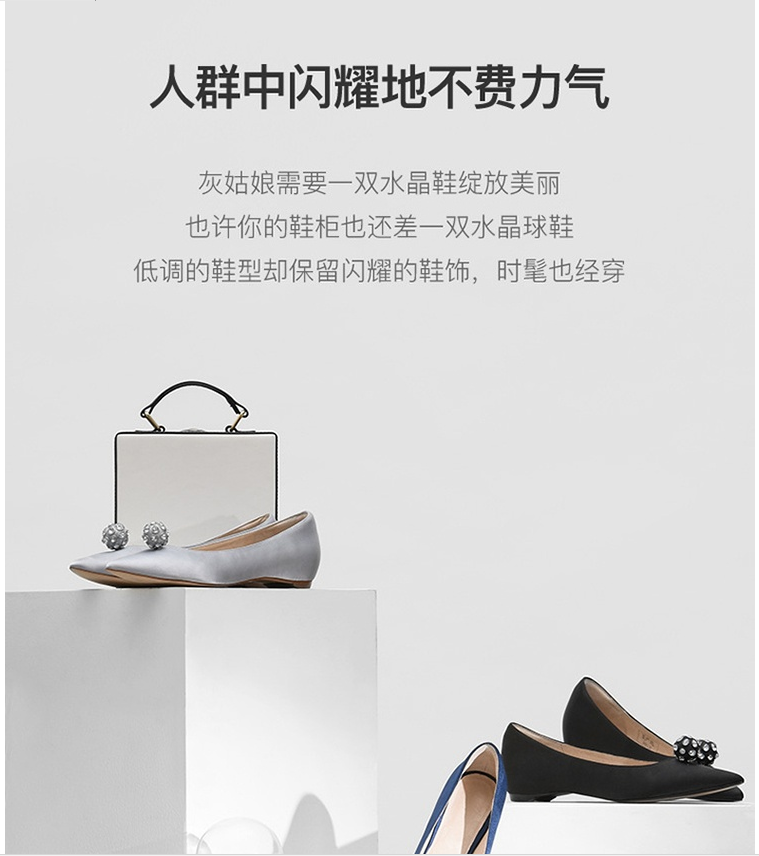 人群中闪耀地不费力气
灰姑娘需要一双水晶鞋绽放美丽
也许你的鞋柜也还差一双水晶球鞋
低调的鞋型却保留闪耀的鞋饰，时髦也经穿